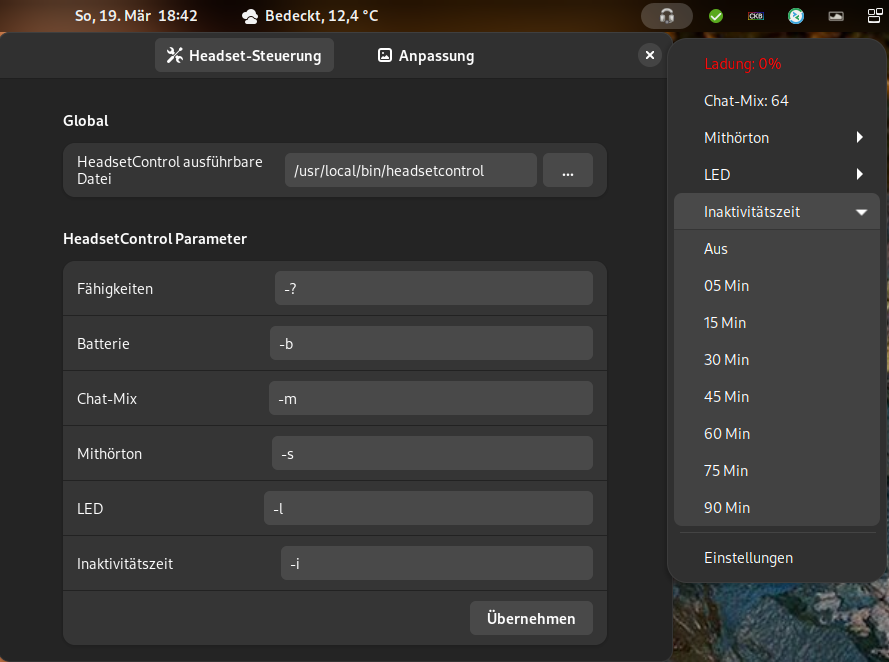 So, 19. Mär 18:42
Bedeckt, 12,4 °C
CKB
Headset-Steuerung
Anpassung
Global
HeadsetControl ausführbare
Datei
/usr/local/bin/headsetcontrol
...
HeadsetControl Parameter
Fähigkeiten
-?
Batterie
-b
Chat-Mix
-m
Mithörton
-s
LED
-l
Inaktivitätszeit
-i
Übernehmen
Ladung: 0%
Chat-Mix: 64
Mithörton
LED
Inaktivitätszeit
Aus
05 Min
15 Min
30 Min
45 Min
60 Min
75 Min
90 Min
Einstellungen